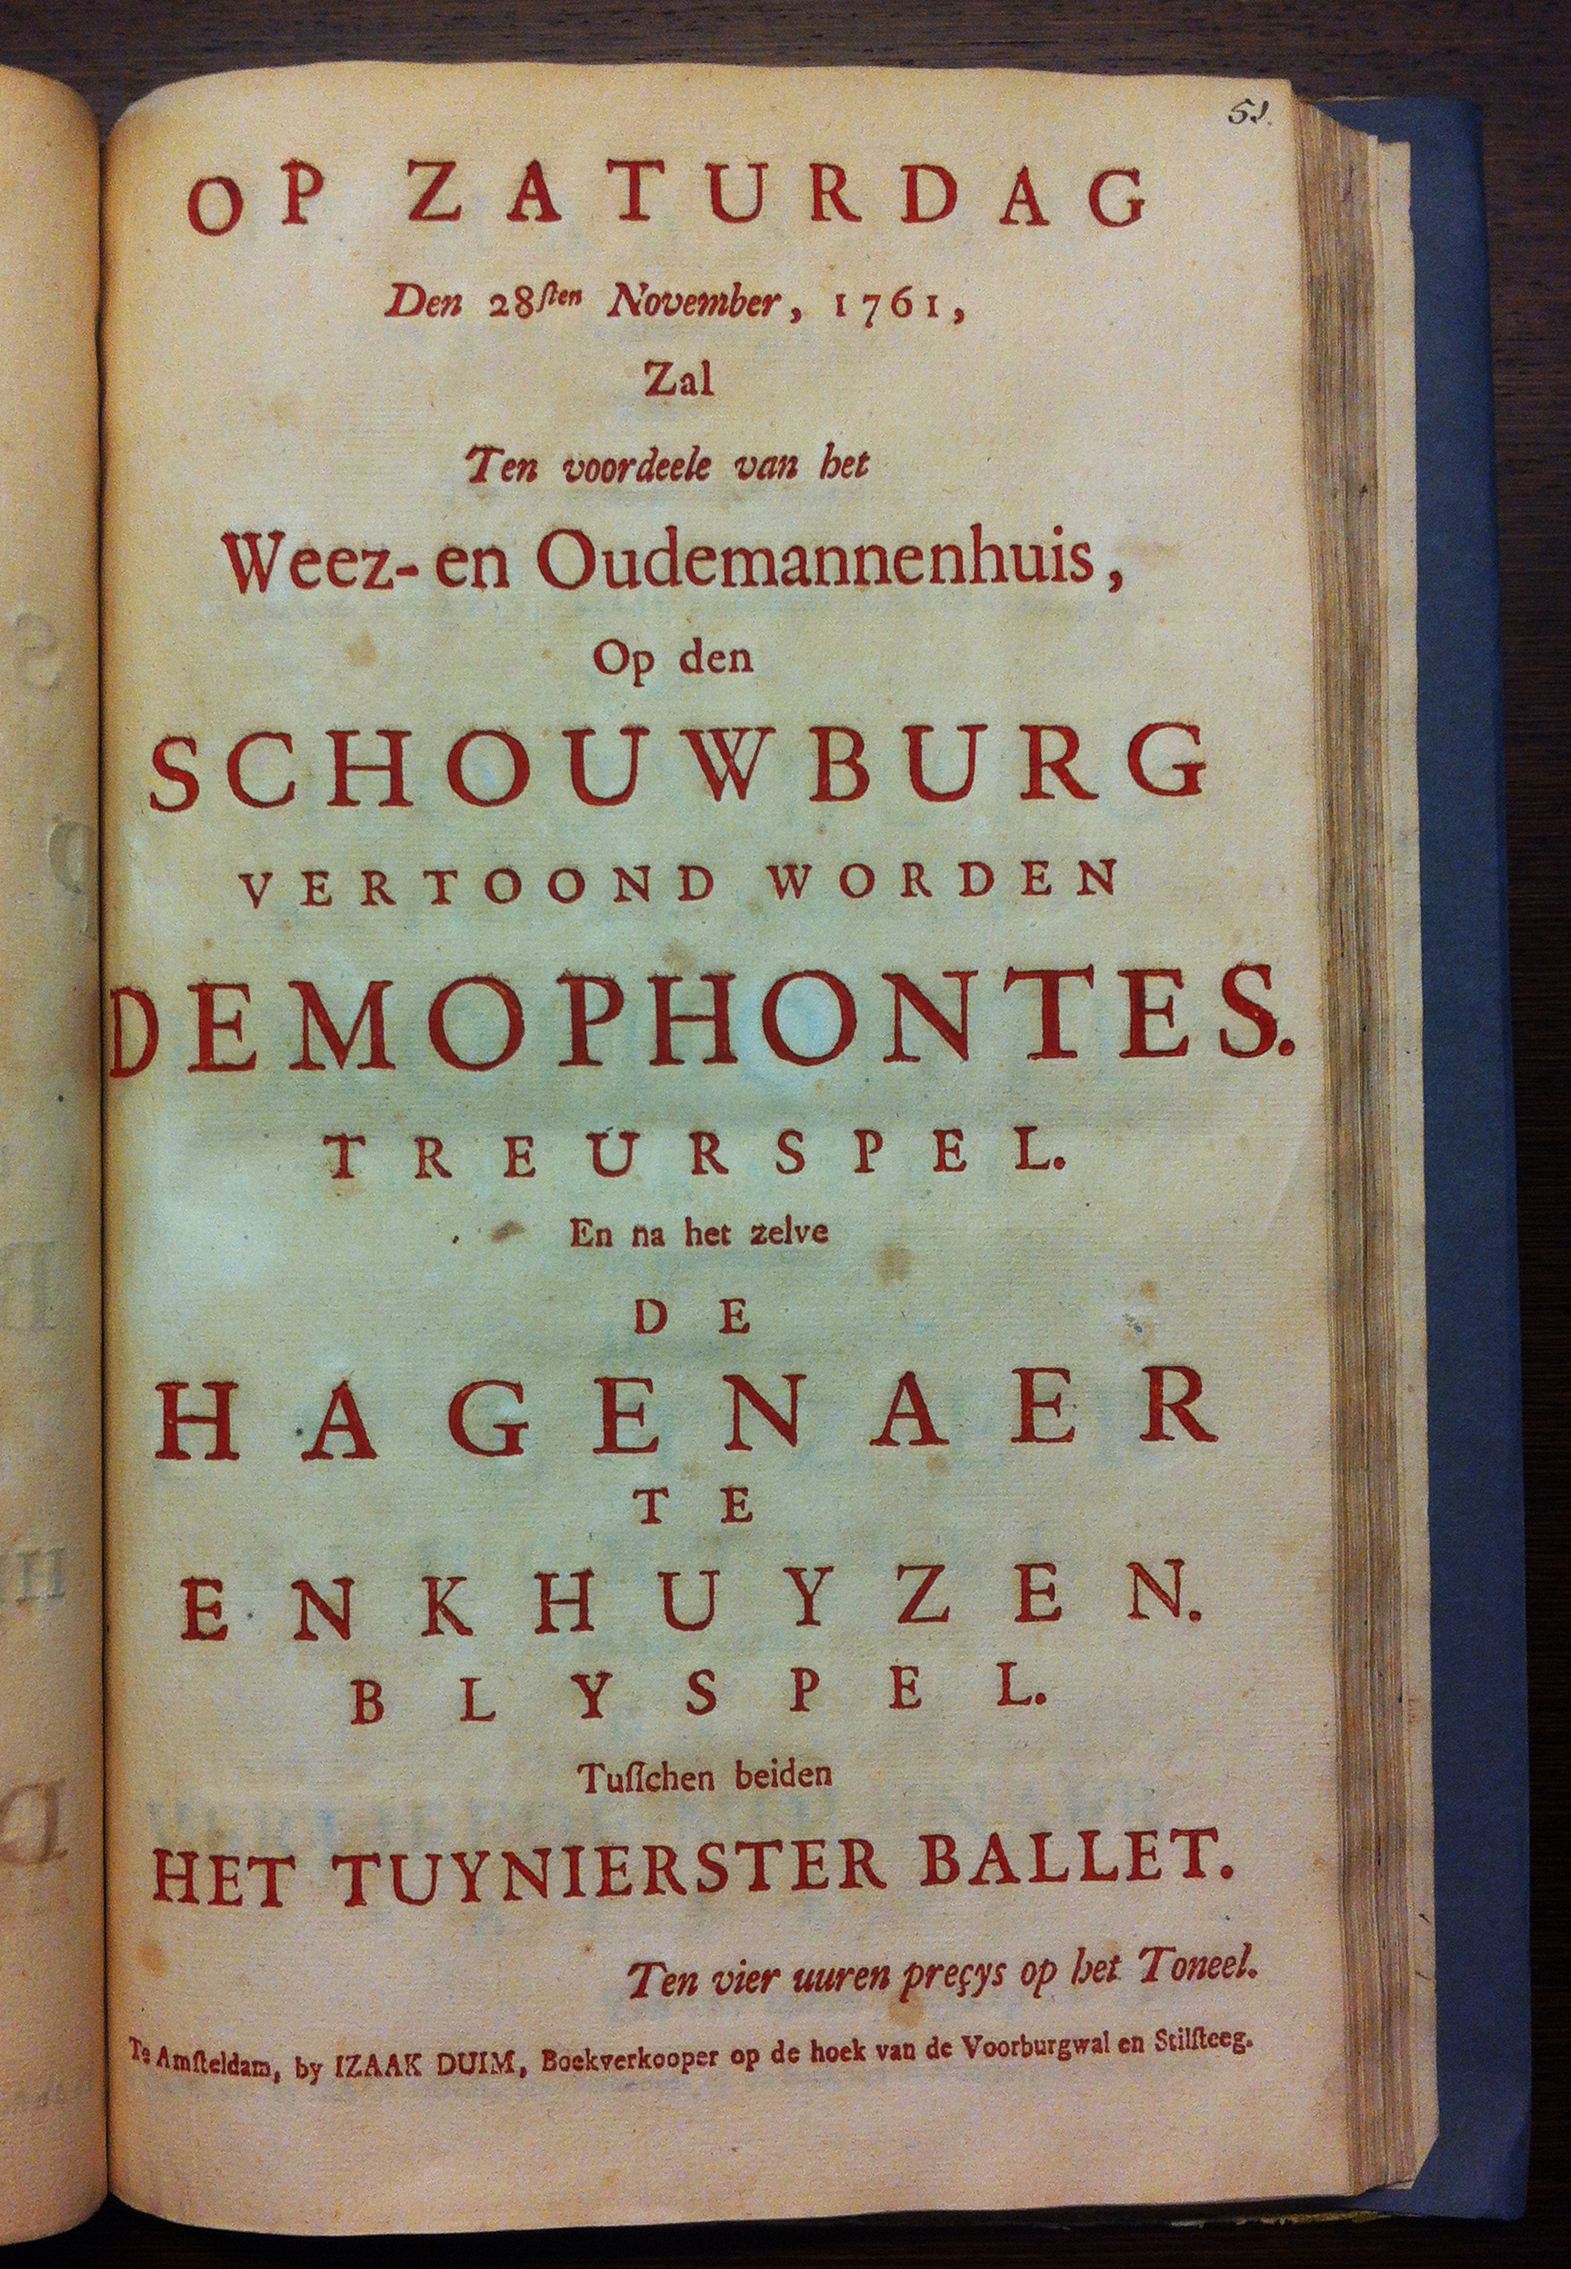 51.
OP ZATURDAG
Den 28ſten November, 1761,
Zal
Ten voordeele van het
Weez- en Oudemannenhuis,
Op den
SCHOUWBURG
VERTOOND WORDEN
DEMOPHONTES.
TREURSPEL.
En na het zelve
DE
HAGENAER
TE
ENKHUYZEN.
BLYSPEL.
Tuſſchen beiden
HET TUYNIERSTER BALLET.
Ten vier uuren preçys op het Toneel.
Te Amſteldam, by IZAAK DUIM, Boekverkooper op de hoek van de Voorburgwal en Stilſteeg.